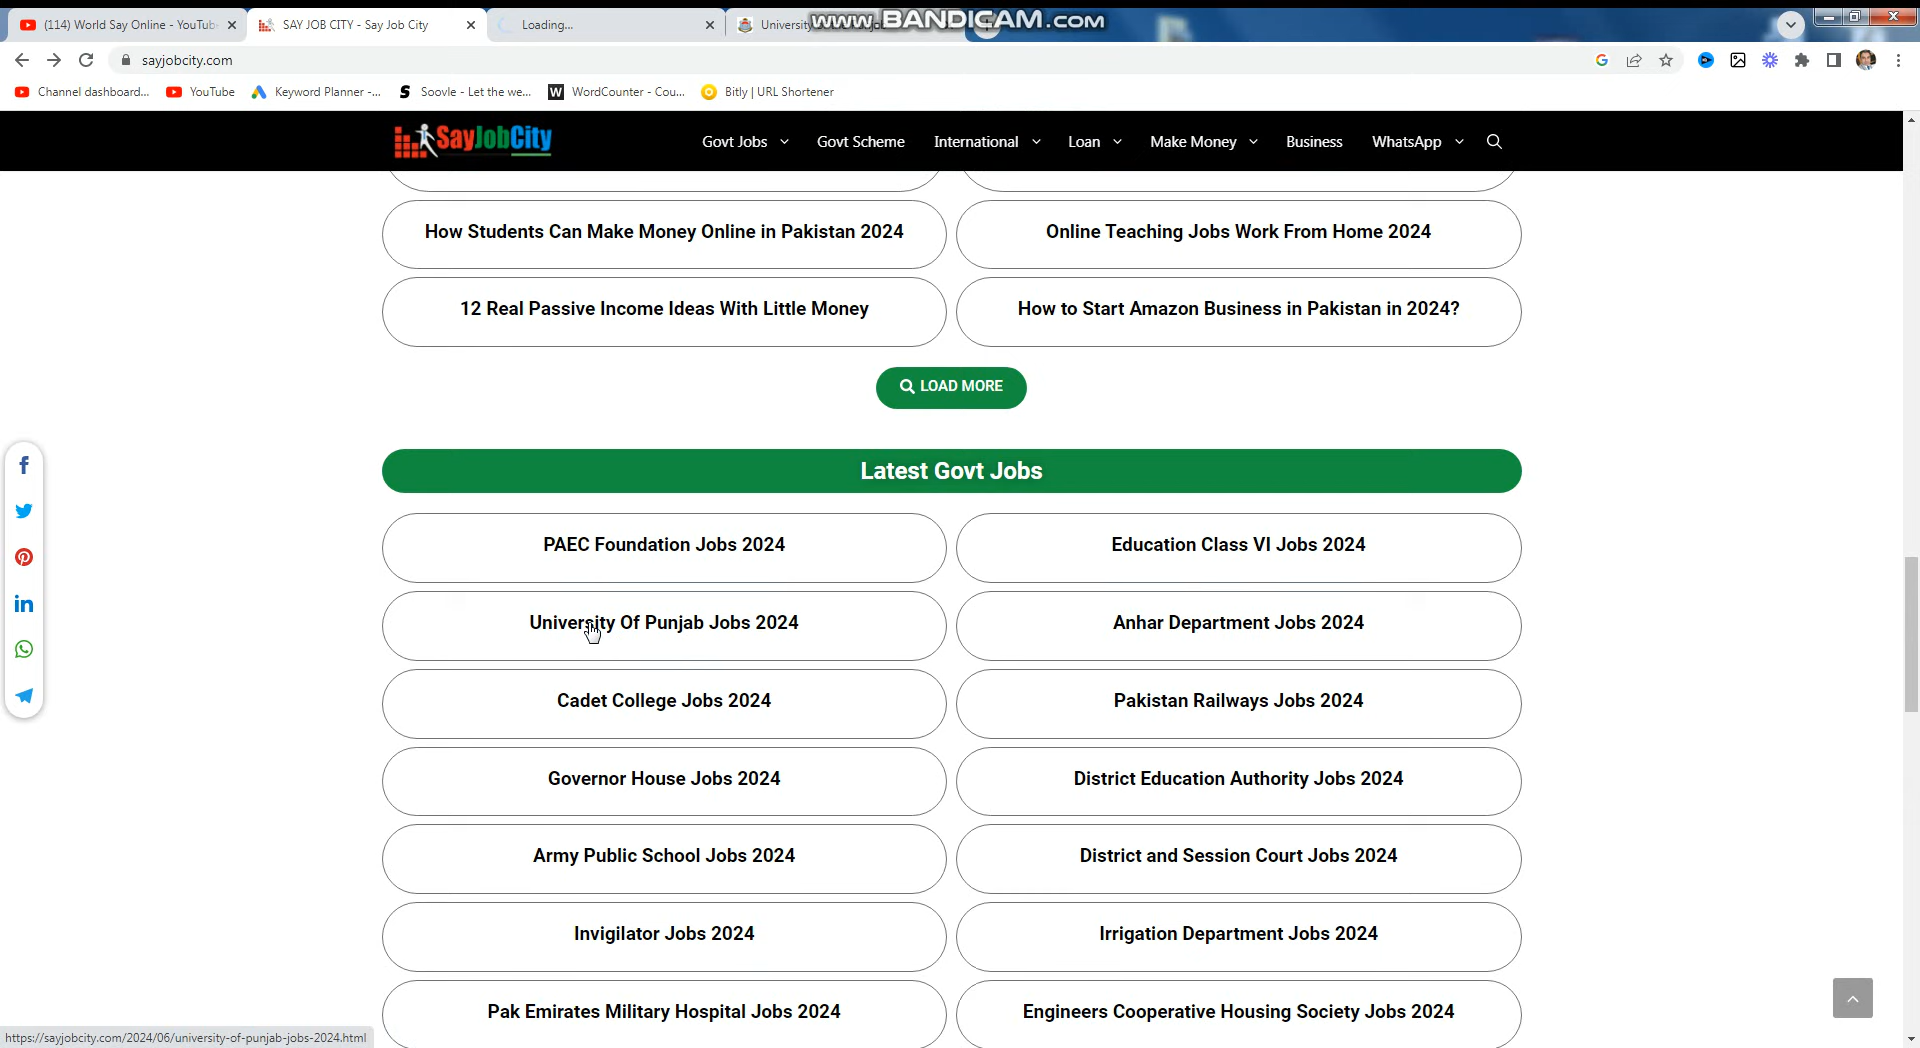 www.BANDICAM.com
(114) World Say Online - YouTub
SAY JOB CITY - Say Job City
Loading...
University
sayjobcity.com
Channel dashboard...
YouTube
Keyword Planner -...
Soovle - Let the we...
WordCounter - Cou...
Bitly | URL Shortener
SayJobCity
Govt Jobs
Govt Scheme
International
Loan
Make Money
Business
WhatsApp
How Students Can Make Money Online in Pakistan 2024
Online Teaching Jobs Work From Home 2024
12 Real Passive Income Ideas With Little Money
How to Start Amazon Business in Pakistan in 2024?
LOAD MORE
Latest Govt Jobs
PAEC Foundation Jobs 2024
Education Class VI Jobs 2024
University Of Punjab Jobs 2024
Anhar Department Jobs 2024
Cadet College Jobs 2024
Pakistan Railways Jobs 2024
Governor House Jobs 2024
District Education Authority Jobs 2024
Army Public School Jobs 2024
District and Session Court Jobs 2024
Invigilator Jobs 2024
Irrigation Department Jobs 2024
Pak Emirates Military Hospital Jobs 2024
Engineers Cooperative Housing Society Jobs 2024
https://sayjobcity.com/2024/06/university-of-punjab-jobs-2024.html